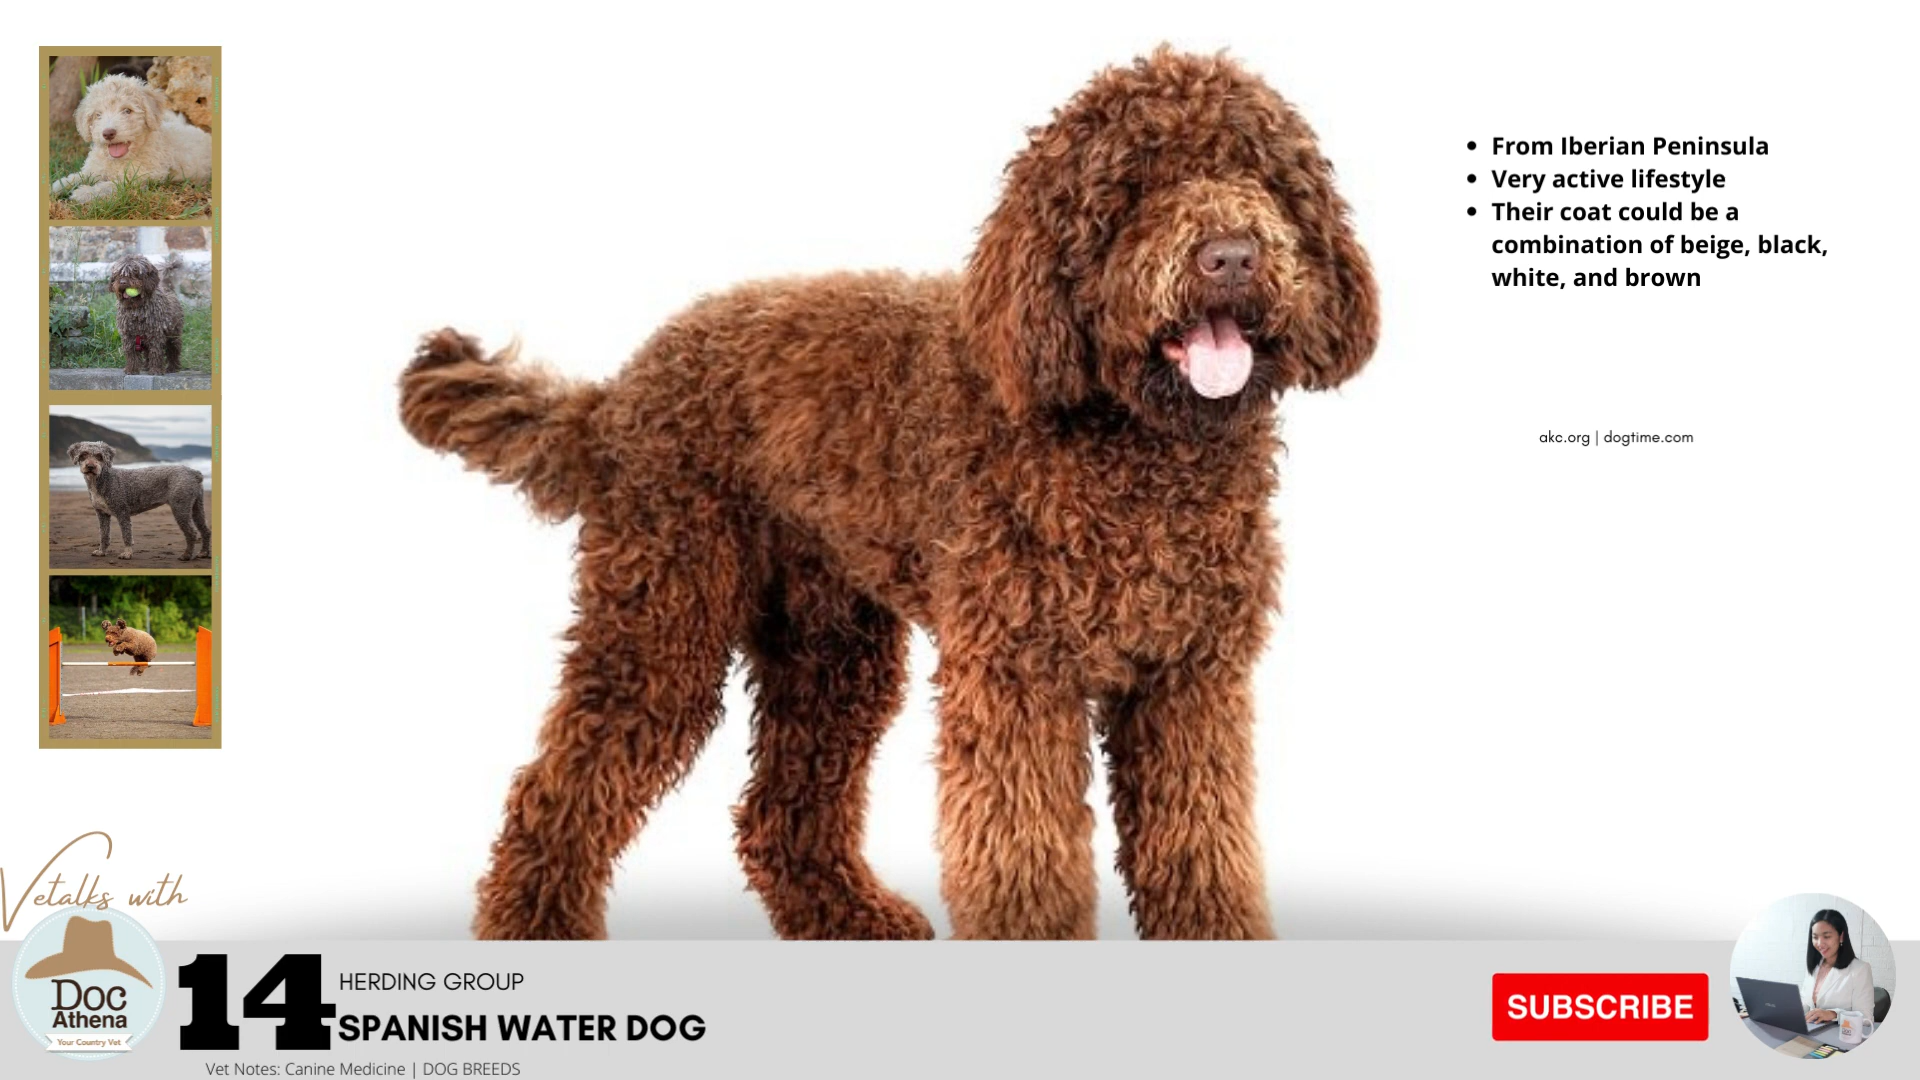 From Iberian Peninsula
Very active lifestyle
Their coat could be a
combination of beige, black,
white, and brown
akc.org | dogtime.com
Vetalks with
Doc
Athena
Your Country Vet
14
HERDING GROUP
SPANISH WATER DOG
Vet Notes: Canine Medicine | DOG BREEDS
SUBSCRIBE